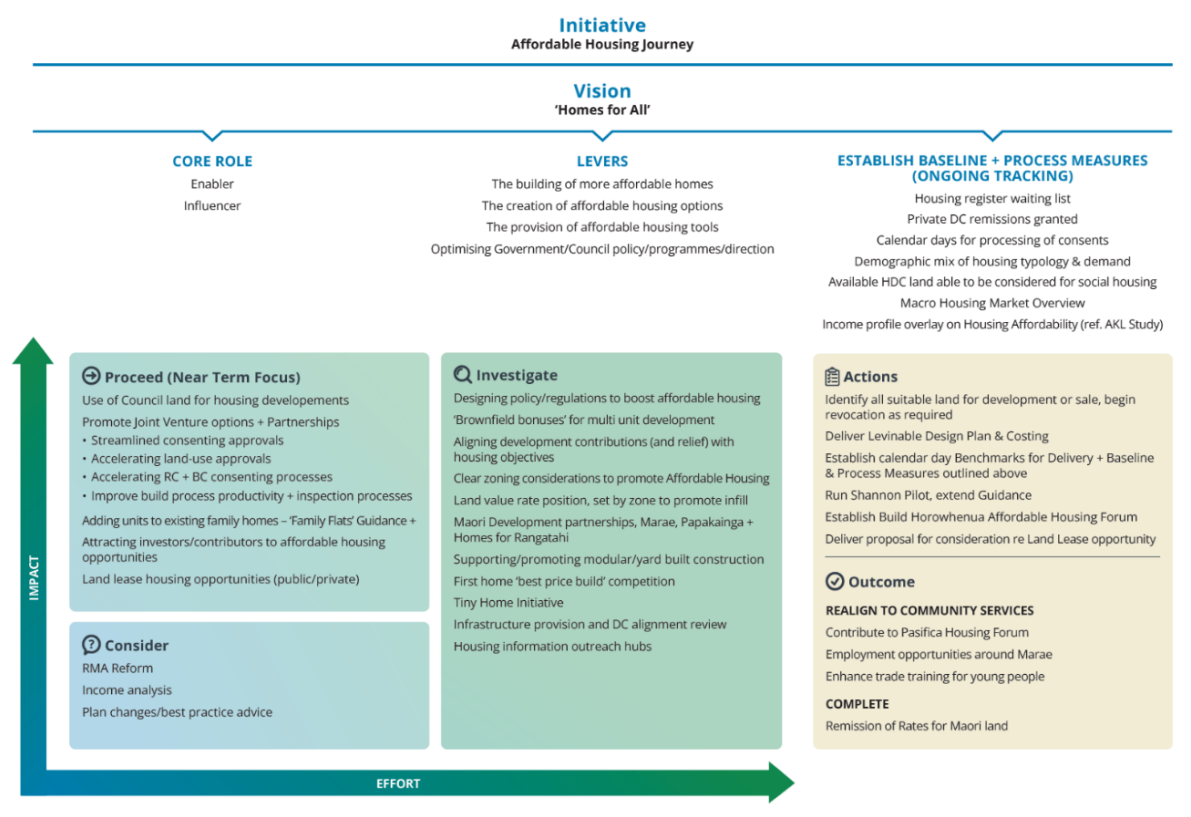 Initiative
Affordable Housing Journey
Vision
‘Homes for All’
CORE ROLE
Enabler
Influencer
LEVERS
The building of more affordable homes
The creation of affordable housing options
The provision of affordable housing tools
Optimising Government/Council policy/programmes/direction
ESTABLISH BASELINE + PROCESS MEASURES
(ONGOING TRACKING)
Housing register waiting list
Private DC remissions granted
Calendar days for processing of consents
Demographic mix of housing typology & demand
Available HDC land able to be considered for social housing
Macro Housing Market Overview
Income profile overlay on Housing Affordability (ref. AKL Study)
IMPACT
Proceed (Near Term Focus)
Use of Council land for housing developements
Promote Joint Venture options + Partnerships
• Streamlined consenting approvals
• Accelerating land-use approvals
• Accelerating RC + BC consenting processes
• Improve build process productivity + inspection processes
Adding units to existing family homes – ‘Family Flats’ Guidance +
Attracting investors/contributors to affordable housing
opportunities
Land lease housing opportunities (public/private)
Consider
RMA Reform
Income analysis
Plan changes/best practice advice
Investigate
Designing policy/regulations to boost affordable housing
‘Brownfield bonuses’ for multi unit development
Aligning development contributions (and relief) with
housing objectives
Clear zoning considerations to promote Affordable Housing
Land value rate position, set by zone to promote infill
Maori Development partnerships, Marae, Papakainga +
Homes for Rangatahi
Supporting/promoting modular/yard built construction
First home ‘best price build’ competition
Tiny Home Initiative
Infrastructure provision and DC alignment review
Housing information outreach hubs
Actions
Identify all suitable land for development or sale, begin
revocation as required
Deliver Levinable Design Plan & Costing
Establish calendar day Benchmarks for Delivery + Baseline
& Process Measures outlined above
Run Shannon Pilot, extend Guidance
Establish Build Horowhenua Affordable Housing Forum
Deliver proposal for consideration re Land Lease opportunity
Outcome
REALIGN TO COMMUNITY SERVICES
Contribute to Pasifica Housing Forum
Employment opportunities around Marae
Enhance trade training for young people
COMPLETE
Remission of Rates for Maori land
EFFORT